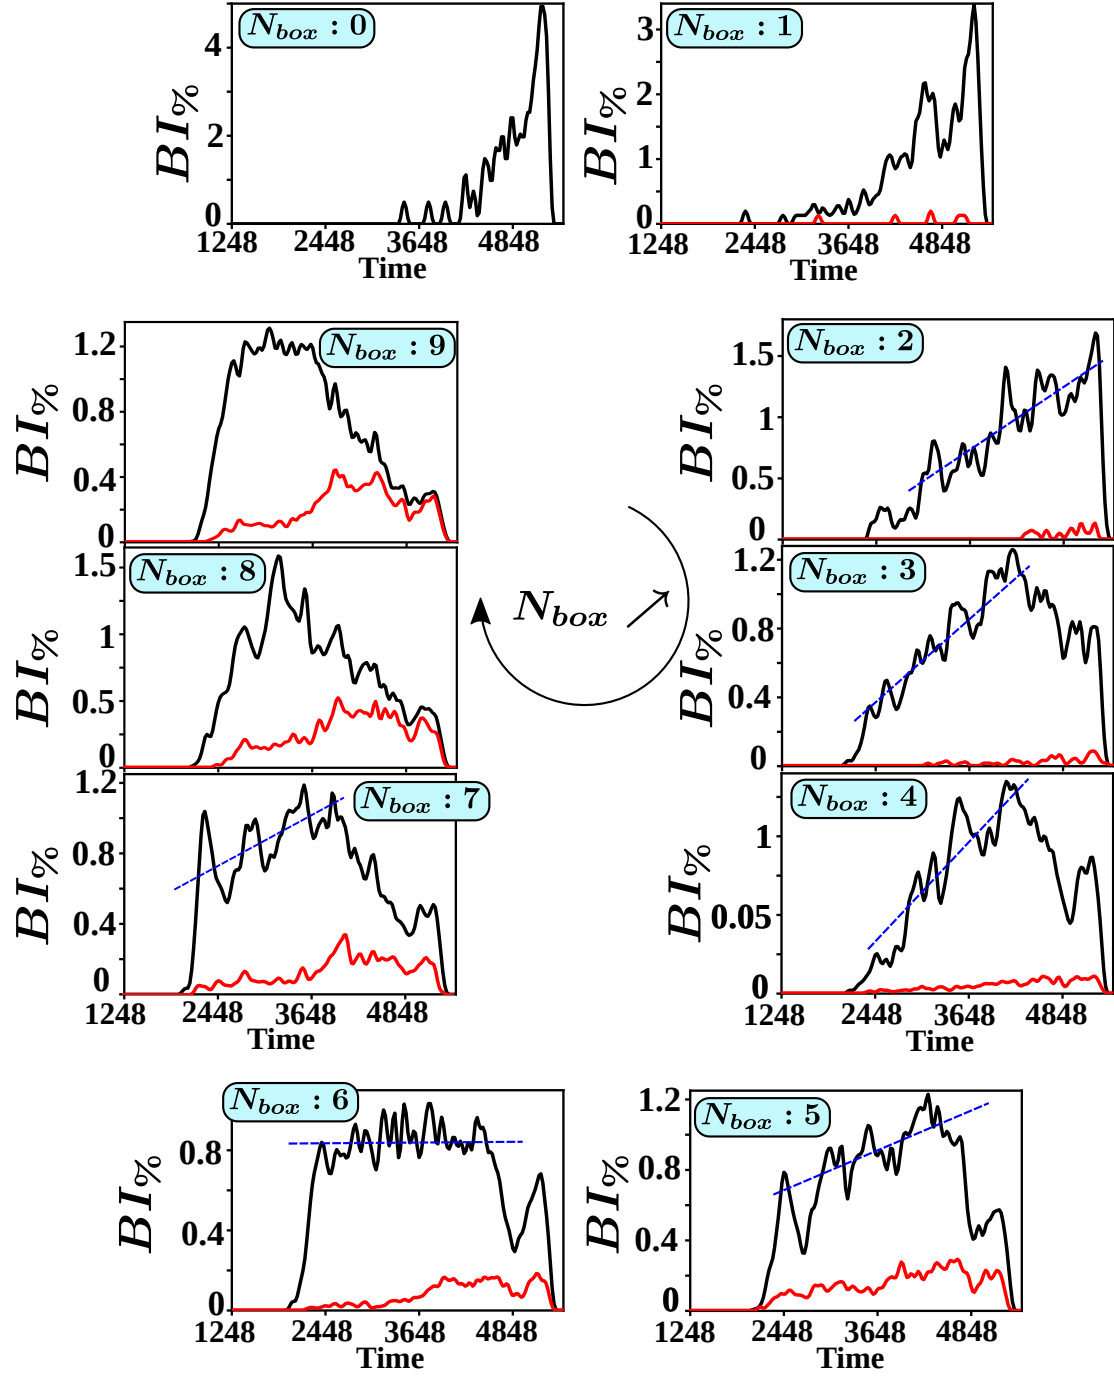 N_box : 0
4
2
0
BI%
1248 2448 3648 4848
Time
N_box : 1
3
2
1
0
BI%
1248 2448 3648 4848
Time
N_box : 9
1.2
0.8
0.4
0
BI%
N_box : 2
1.5
1
0.5
0
BI%
N_box
N_box : 8
1.5
1
0.5
0
BI%
N_box : 3
1.2
0.8
0.4
0
BI%
N_box : 7
1.2
0.8
0.4
0
BI%
1248 2448 3648 4848
Time
N_box : 4
1
0.05
0
BI%
1248 2448 3648 4848
Time
N_box : 6
0.8
0.4
0
BI%
1248 2448 3648 4848
Time
N_box : 5
1.2
0.8
0.4
0
BI%
1248 2448 3648 4848
Time